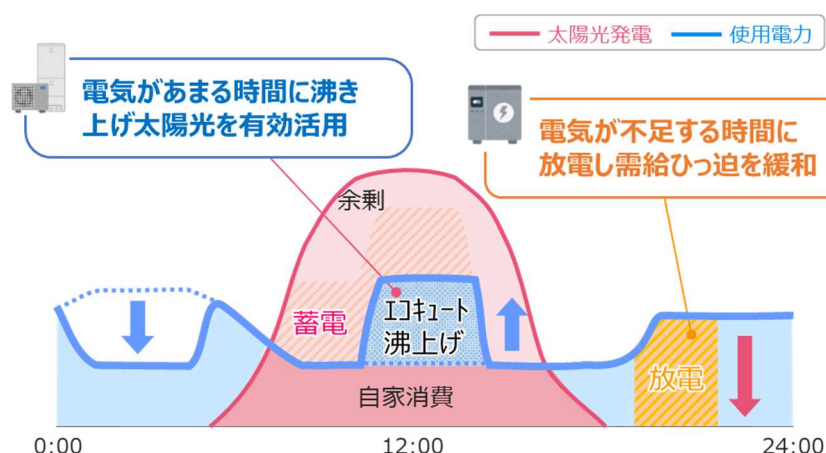 太陽光発電 使用電力
電気があまる時間に沸き
上げ太陽光を有効活用
電気が不足する時間に
放電し需給ひっ迫を緩和
余剰
蓄電
ｴｺｷｭｰﾄ
沸上げ
放電
自家消費
0:00 12:00 24:00